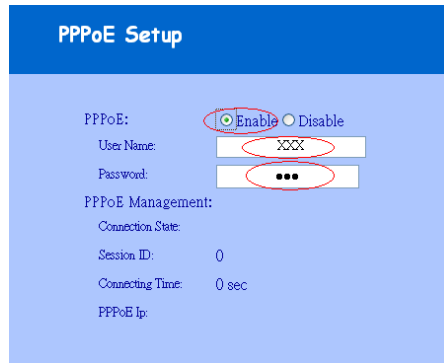 PPPoE Setup
PPPoE: Enable Disable
User Name: XXX
Password: •••
PPPoE Management:
Connection State:
Session ID: 0
Connecting Time: 0 sec
PPPoE Ip: